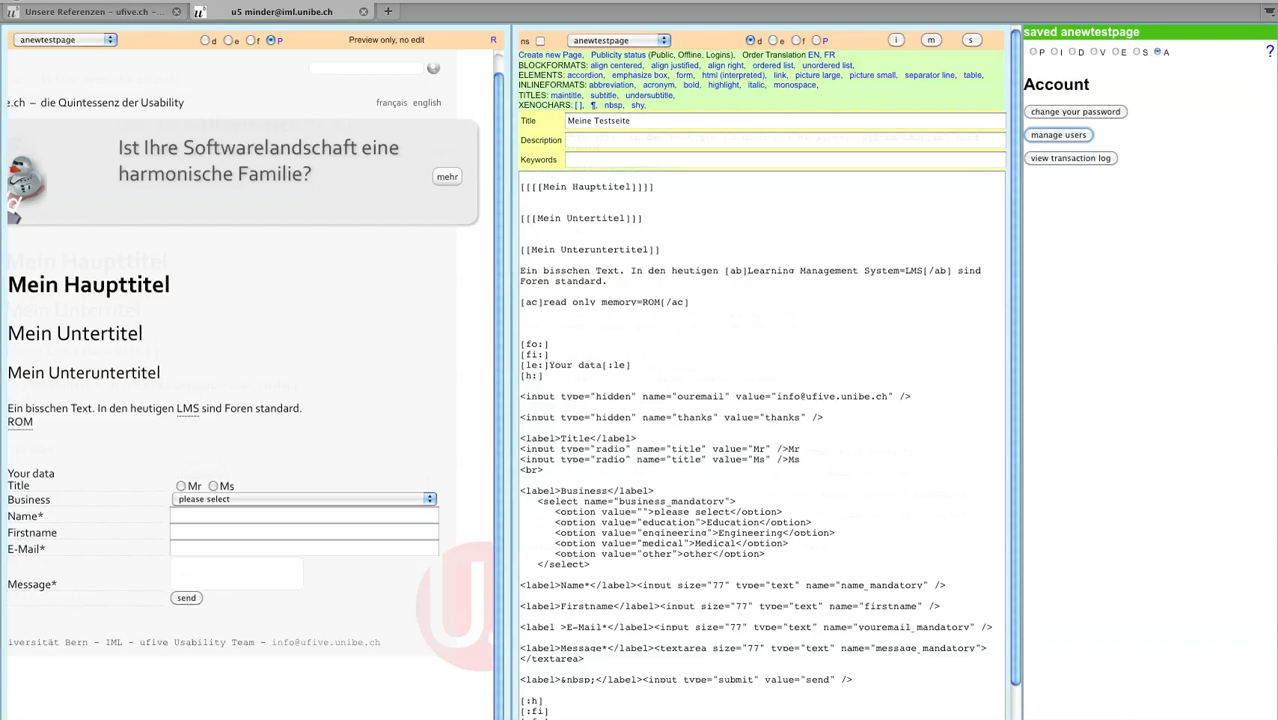 Unsere Referenzen - ufive.ch -...
u5 minder@iml.unibe.ch
anewtestpage
d e f P
Preview only, no edit
R
e.ch – die Quintessenz der Usability
français english
Ist Ihre Softwarelandschaft eine
harmonische Familie?
mehr
Mein Haupttitel
Mein Untertitel
Mein Unteruntertitel
Ein bisschen Text. In den heutigen LMS sind Foren standard.
ROM
Your data
Title Mr Ms
Business please select
Name*
Firstname
E-Mail*
Message*
send
iversität Bern - IML - ufive Usability Team - info@ufive.unibe.ch
ns anewtestpage d e f P i m s
Create new Page, Publicity status (Public, Offline, Logins), Order Translation EN, FR
BLOCKFORMATS: align centered, align justified, align right, ordered list, unordered list,
ELEMENTS: accordion, emphasize box, form, html (interpreted), link, picture large, picture small, separator line, table,
INLINEFORMATS: abbreviation, acronym, bold, highlight, italic, monospace,
TITLES: maintitle, subtitle, undersubtitle,
XENOCHARS: [ ], ¶, nbsp, shy,
Title Meine Testseite
Description
Keywords
[[[[Mein Haupttitel]]]]
[[[Mein Untertitel]]]
[[Mein Unteruntertitel]]
Ein bisschen Text. In den heutigen [ab]Learning Management System=LMS[/ab] sind
Foren standard.
[ac]read only memory=ROM[/ac]
[fo:]
[fi:]
[le:]Your data[:le]
[h:]
<input type="hidden" name="ouremail" value="info@ufive.unibe.ch" />
<input type="hidden" name="thanks" value="thanks" />
<label>Title</label>
<input type="radio" name="title" value="Mr" />Mr
<input type="radio" name="title" value="Ms" />Ms
<br>
<label>Business</label>
<select name="business_mandatory">
<option value="">please select</option>
<option value="education">Education</option>
<option value="engineering">Engineering</option>
<option value="medical">Medical</option>
<option value="other">other</option>
</select>
<label>Name*</label><input size="77" type="text" name="name_mandatory" />
<label>Firstname</label><input size="77" type="text" name="firstname" />
<label >E-Mail*</label><input size="77" type="text" name="youremail_mandatory" />
<label>Message*</label><textarea size="77" type="text" name="message_mandatory">
</textarea>
<label>&nbsp;</label><input type="submit" value="send" />
[:h]
[:fi]
saved anewtestpage
P I D V E S A
?
Account
change your password
manage users
view transaction log